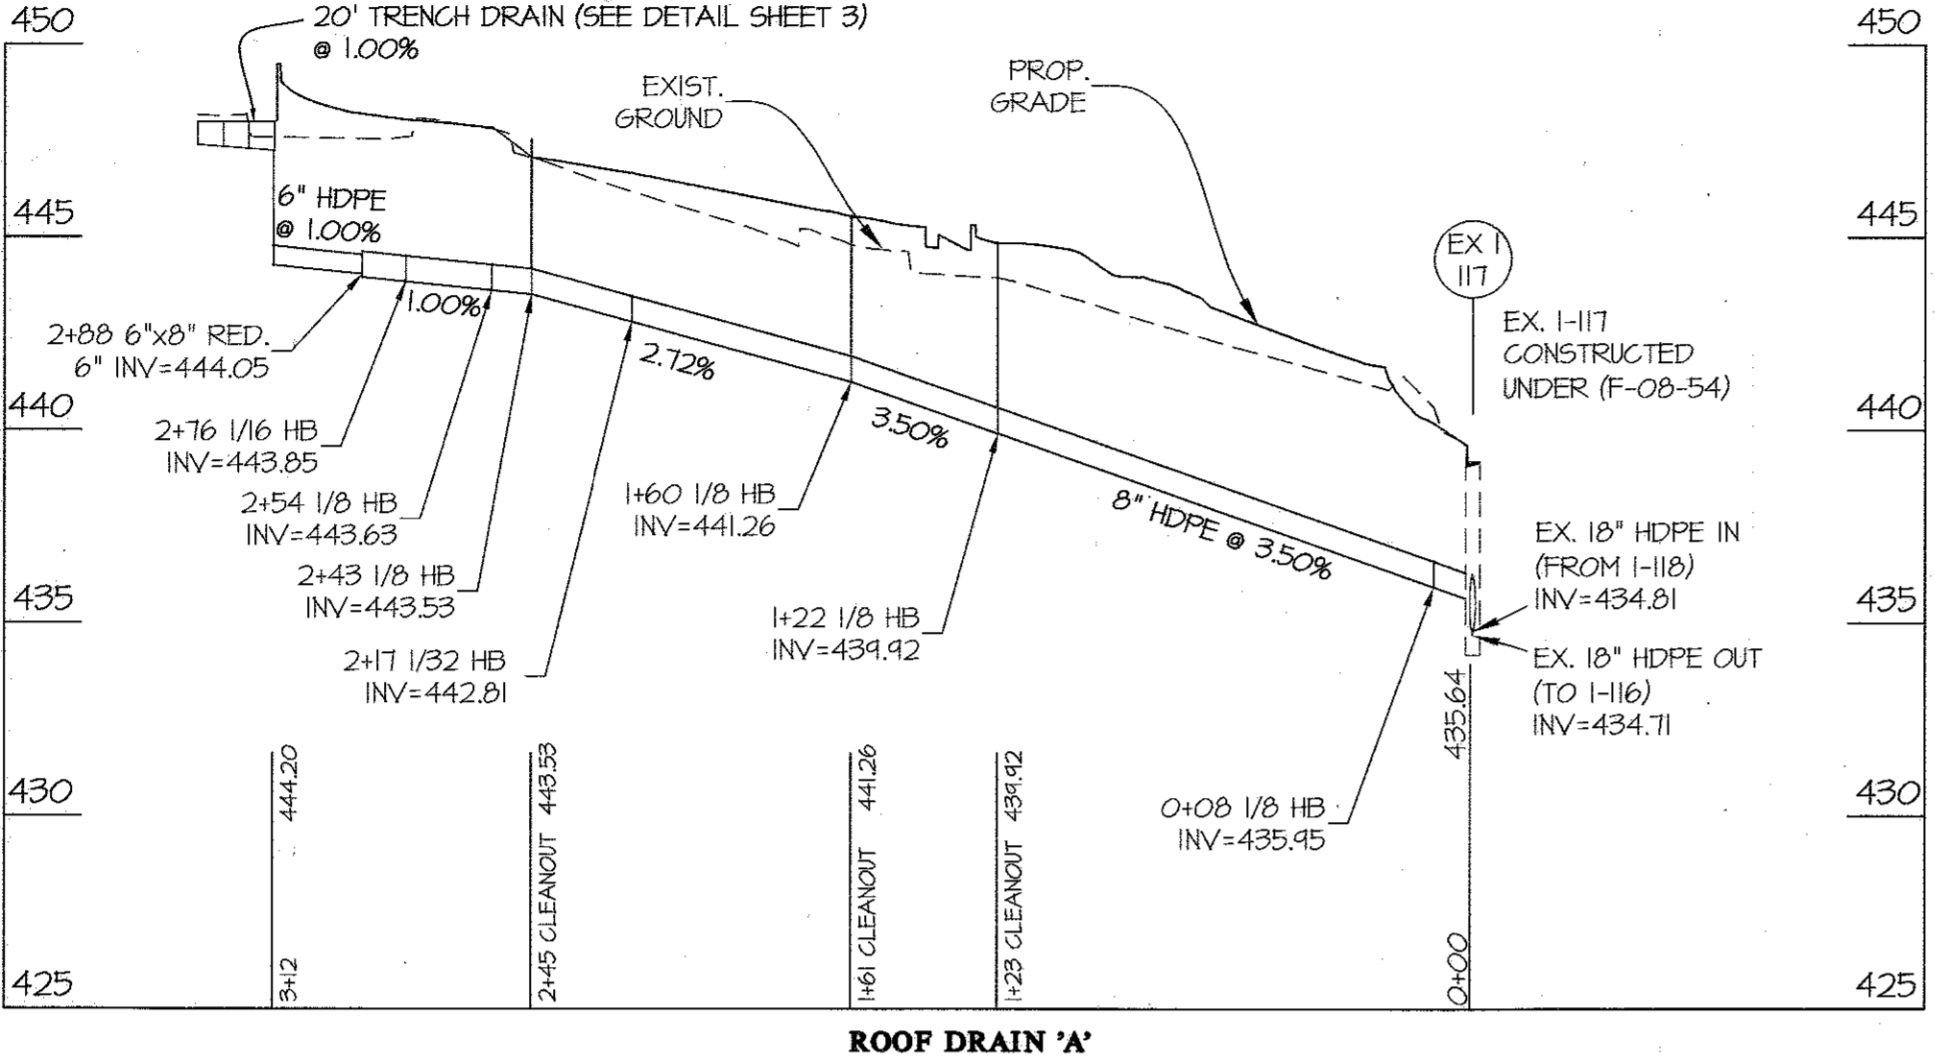 450
20' TRENCH DRAIN (SEE DETAIL SHEET 3)
@ 1.00%
450
EXIST.
GROUND
PROP.
GRADE
445
6" HDPE
@ 1.00%
445
EX 1
117
1.00%
2+88 6"x8" RED.
6" INV=444.05
2.72%
EX. 1-117
CONSTRUCTED
UNDER (F-08-54)
440
2+76 1/16 HB
INV=443.85
3.50%
440
2+54 1/8 HB
INV=443.63
1+60 1/8 HB
INV=441.26
8" HDPE @ 3.50%
EX. 18" HDPE IN
(FROM 1-118)
INV=434.81
435
2+43 1/8 HB
INV=443.53
1+22 1/8 HB
INV=439.92
435
2+17 1/32 HB
INV=442.81
EX. 18" HDPE OUT
(TO 1-116)
INV=434.71
430
0+08 1/8 HB
INV=435.95
430
3+12 444.20
2+45 CLEANOUT 443.53
1+61 CLEANOUT 441.26
1+23 CLEANOUT 439.92
0+00 435.64
425
425
ROOF DRAIN 'A'